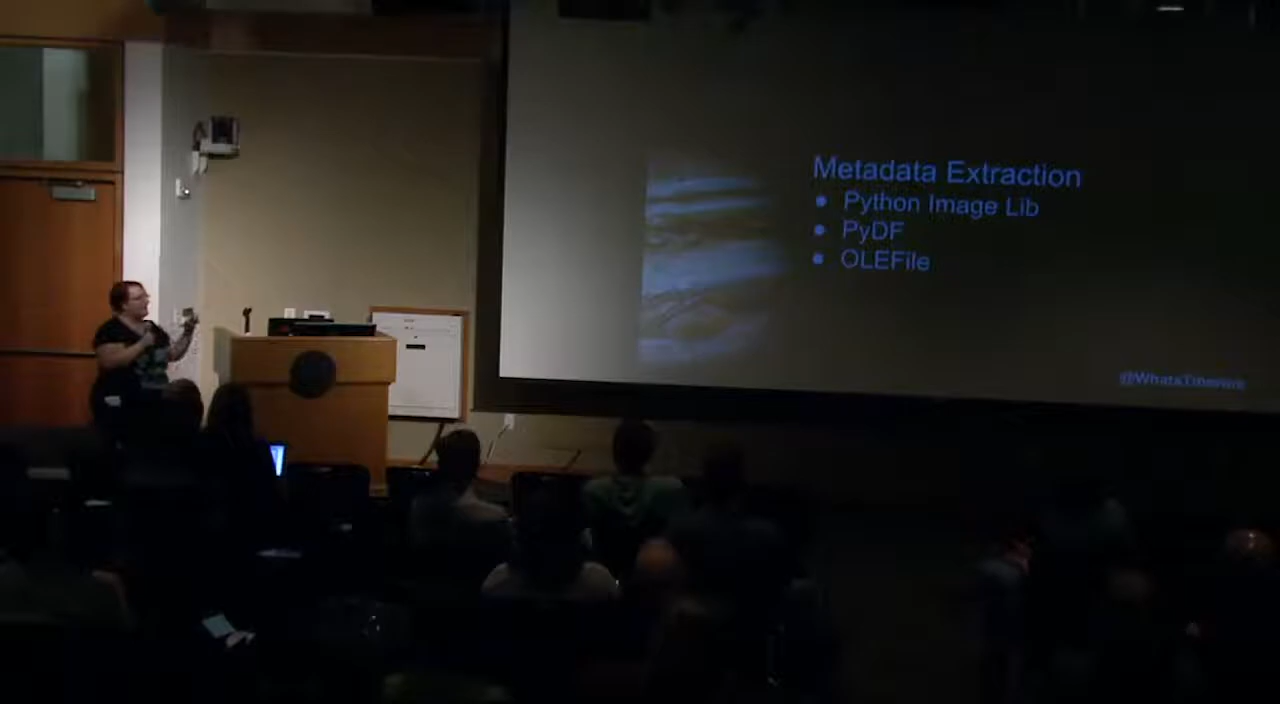 Metadata Extraction
• Python Image Lib
• PyDF
• OLEFile